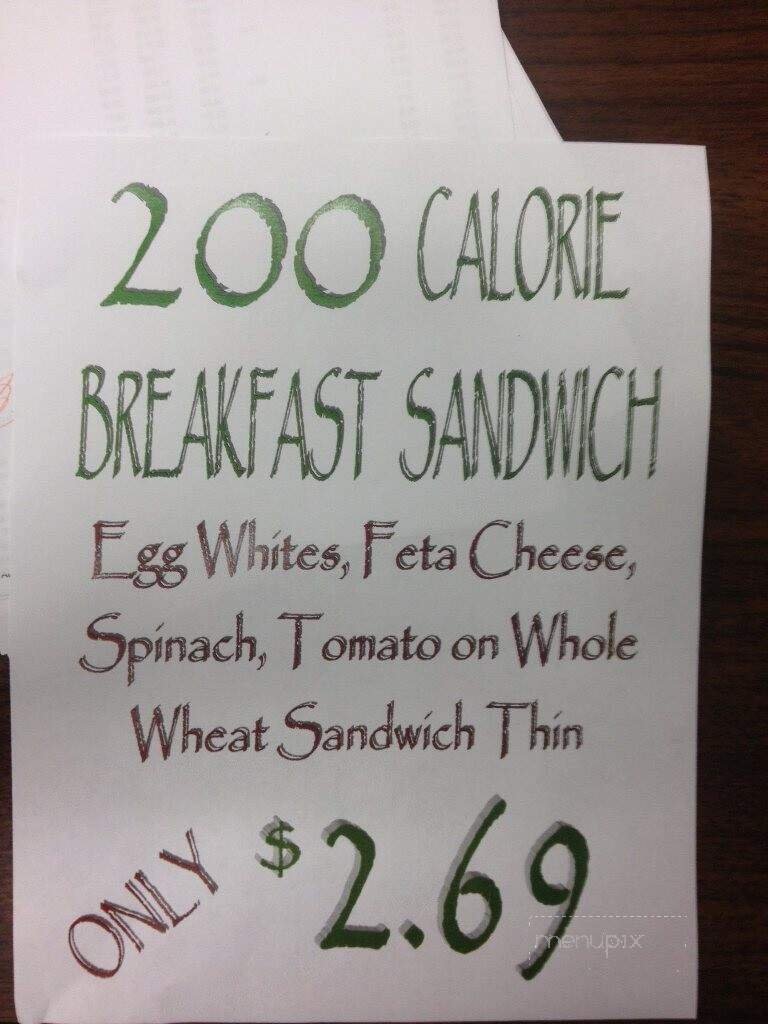 200 CALORIE
BREAKFAST SANDWICH
Egg Whites, Feta Cheese,
Spinach, Tomato on Whole
Wheat Sandwich Thin
ONLY $2.69
menupix